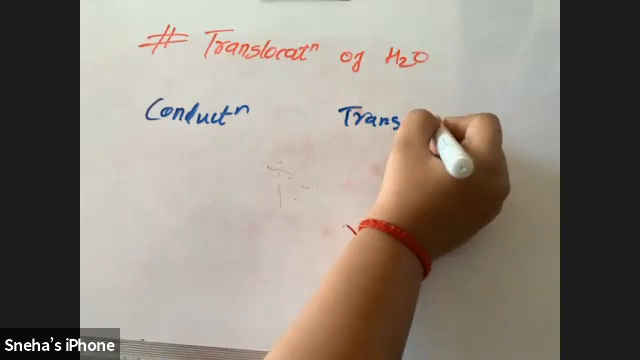 # Translocatⁿ of H₂O
Conductⁿ Trans
Sneha's iPhone